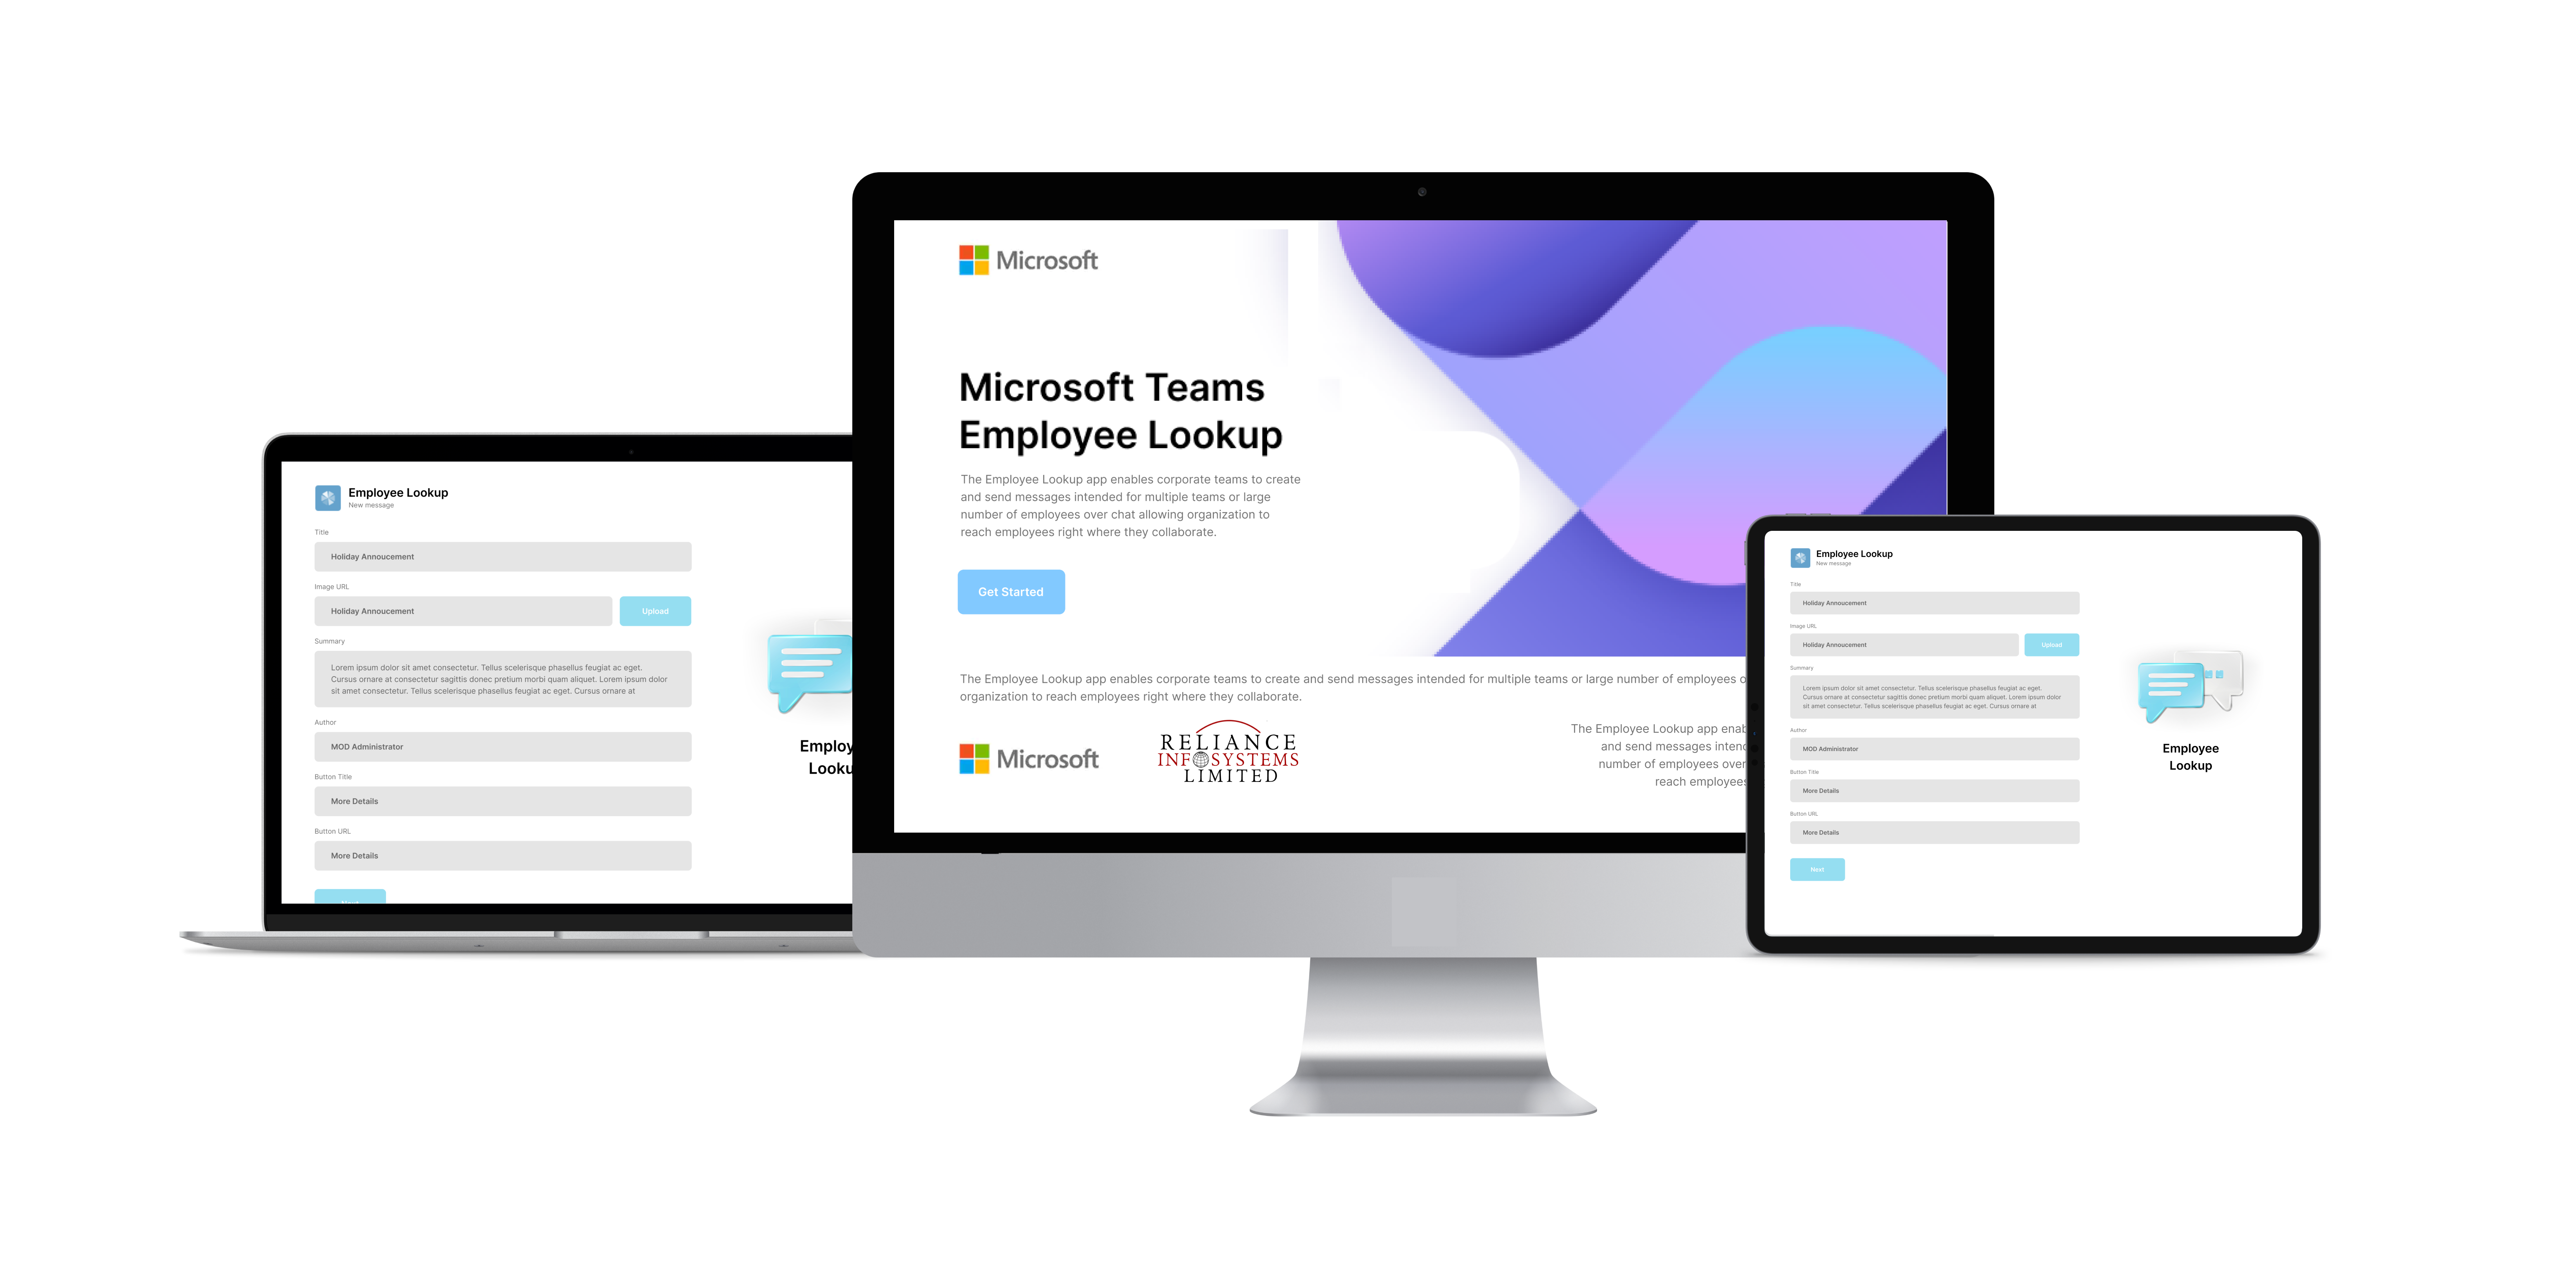 Employee Lookup
New message
Title
Holiday Annoucement
Image URL
Holiday Annoucement
Upload
Summary
Lorem ipsum dolor sit amet consectetur. Tellus scelerisque phasellus feugiat ac eget.
Cursus ornare at consectetur sagittis donec pretium morbi quam aliquet. Lorem ipsum dolor
sit amet consectetur. Tellus scelerisque phasellus feugiat ac eget. Cursus ornare at
Author
MOD Administrator
Button Title
More Details
Button URL
More Details
Employ
Looku
Microsoft
Microsoft Teams
Employee Lookup
The Employee Lookup app enables corporate teams to create
and send messages intended for multiple teams or large
number of employees over chat allowing organization to
reach employees right where they collaborate.
Get Started
The Employee Lookup app enables corporate teams to create and send messages intended for multiple teams or large number of employees o
organization to reach employees right where they collaborate.
Microsoft
RELIANCE
INFOSYSTEMS
LIMITED
The Employee Lookup app enab
and send messages intend
number of employees over
reach employees
Employee Lookup
New message
Title
Holiday Annoucement
Image URL
Holiday Annoucement
Upload
Summary
Lorem ipsum dolor sit amet consectetur. Tellus scelerisque phasellus feugiat ac eget.
Cursus ornare at consectetur sagittis donec pretium morbi quam aliquet. Lorem ipsum dolor
sit amet consectetur. Tellus scelerisque phasellus feugiat ac eget. Cursus ornare at
Author
MOD Administrator
Button Title
More Details
Button URL
More Details
Next
Employee
Lookup